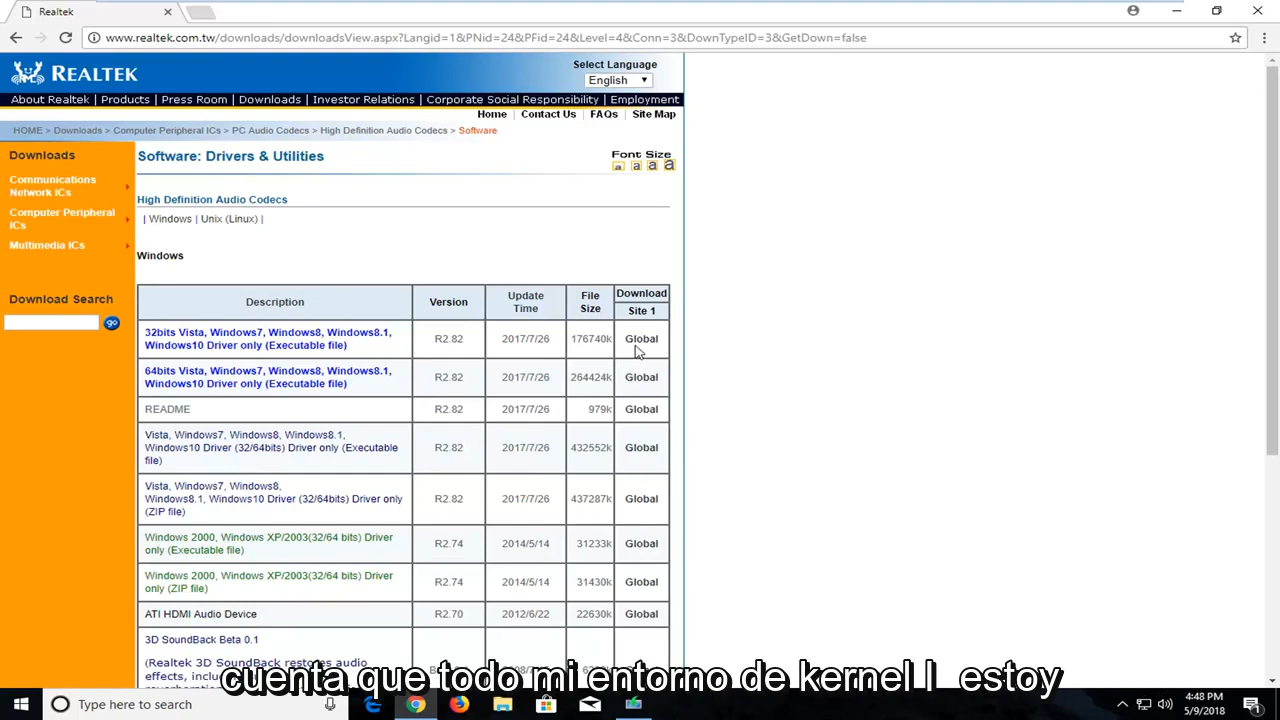 Realtek
www.realtek.com.tw/downloads/downloadsView.aspx?Langid=1&PNid=24&PFid=24&Level=4&Conn=3&DownTypeID=3&GetDown=false
REALTEK
Select Language
English
About Realtek | Products | Press Room | Downloads | Investor Relations | Corporate Social Responsibility | Employment
Home Contact Us FAQs Site Map
HOME > Downloads > Computer Peripheral ICs > PC Audio Codecs > High Definition Audio Codecs > Software
Downloads
Communications
Network ICs
Computer Peripheral
ICs
Multimedia ICs
Download Search
go
Software: Drivers & Utilities
Font Size
a a a a
High Definition Audio Codecs
| Windows | Unix (Linux) |
Windows
Description Version Update Time File Size Download Site 1
32bits Vista, Windows7, Windows8, Windows8.1,
Windows10 Driver only (Executable file) R2.82 2017/7/26 176740k Global
64bits Vista, Windows7, Windows8, Windows8.1,
Windows10 Driver only (Executable file) R2.82 2017/7/26 264424k Global
README R2.82 2017/7/26 979k Global
Vista, Windows7, Windows8, Windows8.1,
Windows10 Driver (32/64bits) Driver only (Executable
file) R2.82 2017/7/26 432552k Global
Vista, Windows7, Windows8,
Windows8.1, Windows10 Driver (32/64bits) Driver only
(ZIP file) R2.82 2017/7/26 437287k Global
Windows 2000, Windows XP/2003(32/64 bits) Driver
only (Executable file) R2.74 2014/5/14 31233k Global
Windows 2000, Windows XP/2003(32/64 bits) Driver
only (ZIP file) R2.74 2014/5/14 31430k Global
ATI HDMI Audio Device R2.70 2012/6/22 22630k Global
3D SoundBack Beta 0.1
(Realtek 3D SoundBack restores audio
effects, including
cuenta que todo mi entorno de kernel l estoy
Type here to search
4:48 PM
5/9/2018